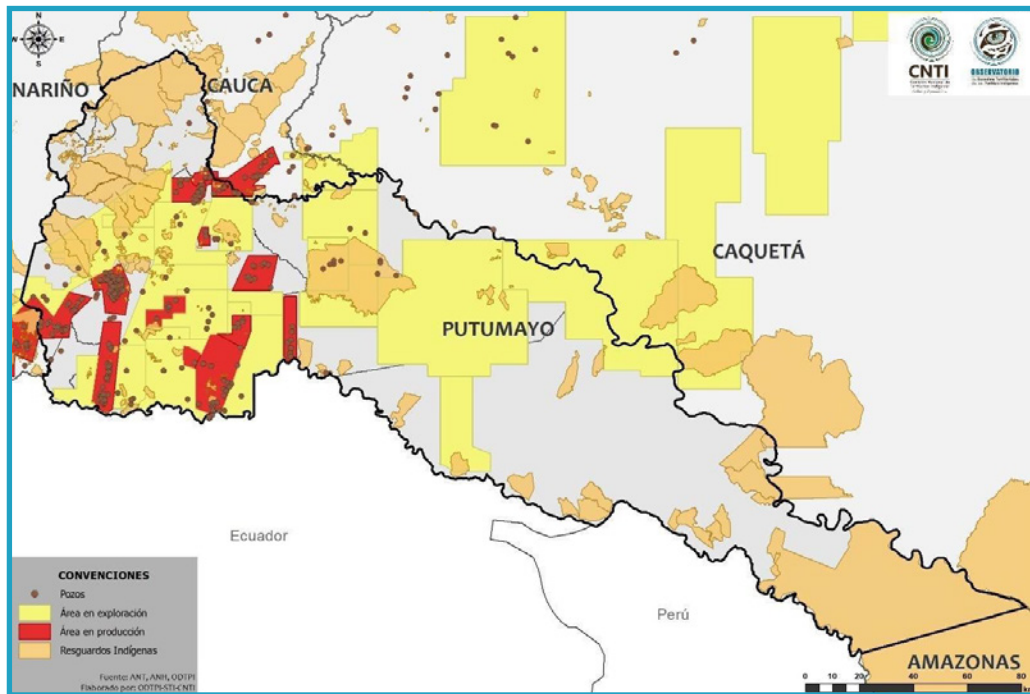 N
W
E
S
NARIÑO
CAUCA
CNTI
OBSERVATORIO
CAQUETÁ
PUTUMAYO
Ecuador
Perú
AMAZONAS
CONVENCIONES
Pozos
Área en exploración
Área en producción
Resguardos Indígenas
Fuente: ANT, ANH, ODTPI
Elaborado por: ODTPI-STI-CNTI
0 10 20 40 60 80